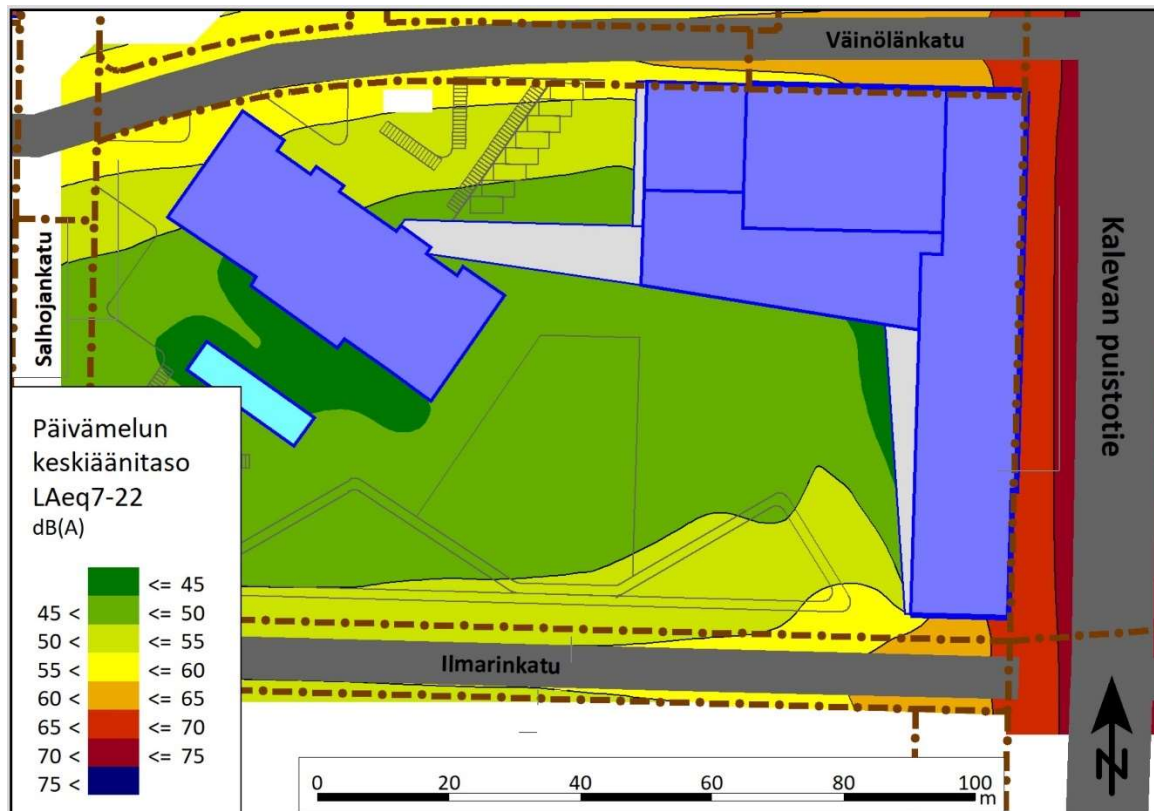 Väinölänkatu
Kalevan puistotie
Salhojankatu
Päivämelun
keskiäänitaso
LAeq7-22
dB(A)
<= 45
45 < <= 50
50 < <= 55
55 < <= 60
60 < <= 65
65 < <= 70
70 < <= 75
75 <
Ilmarinkatu
N
0 20 40 60 80 100
m